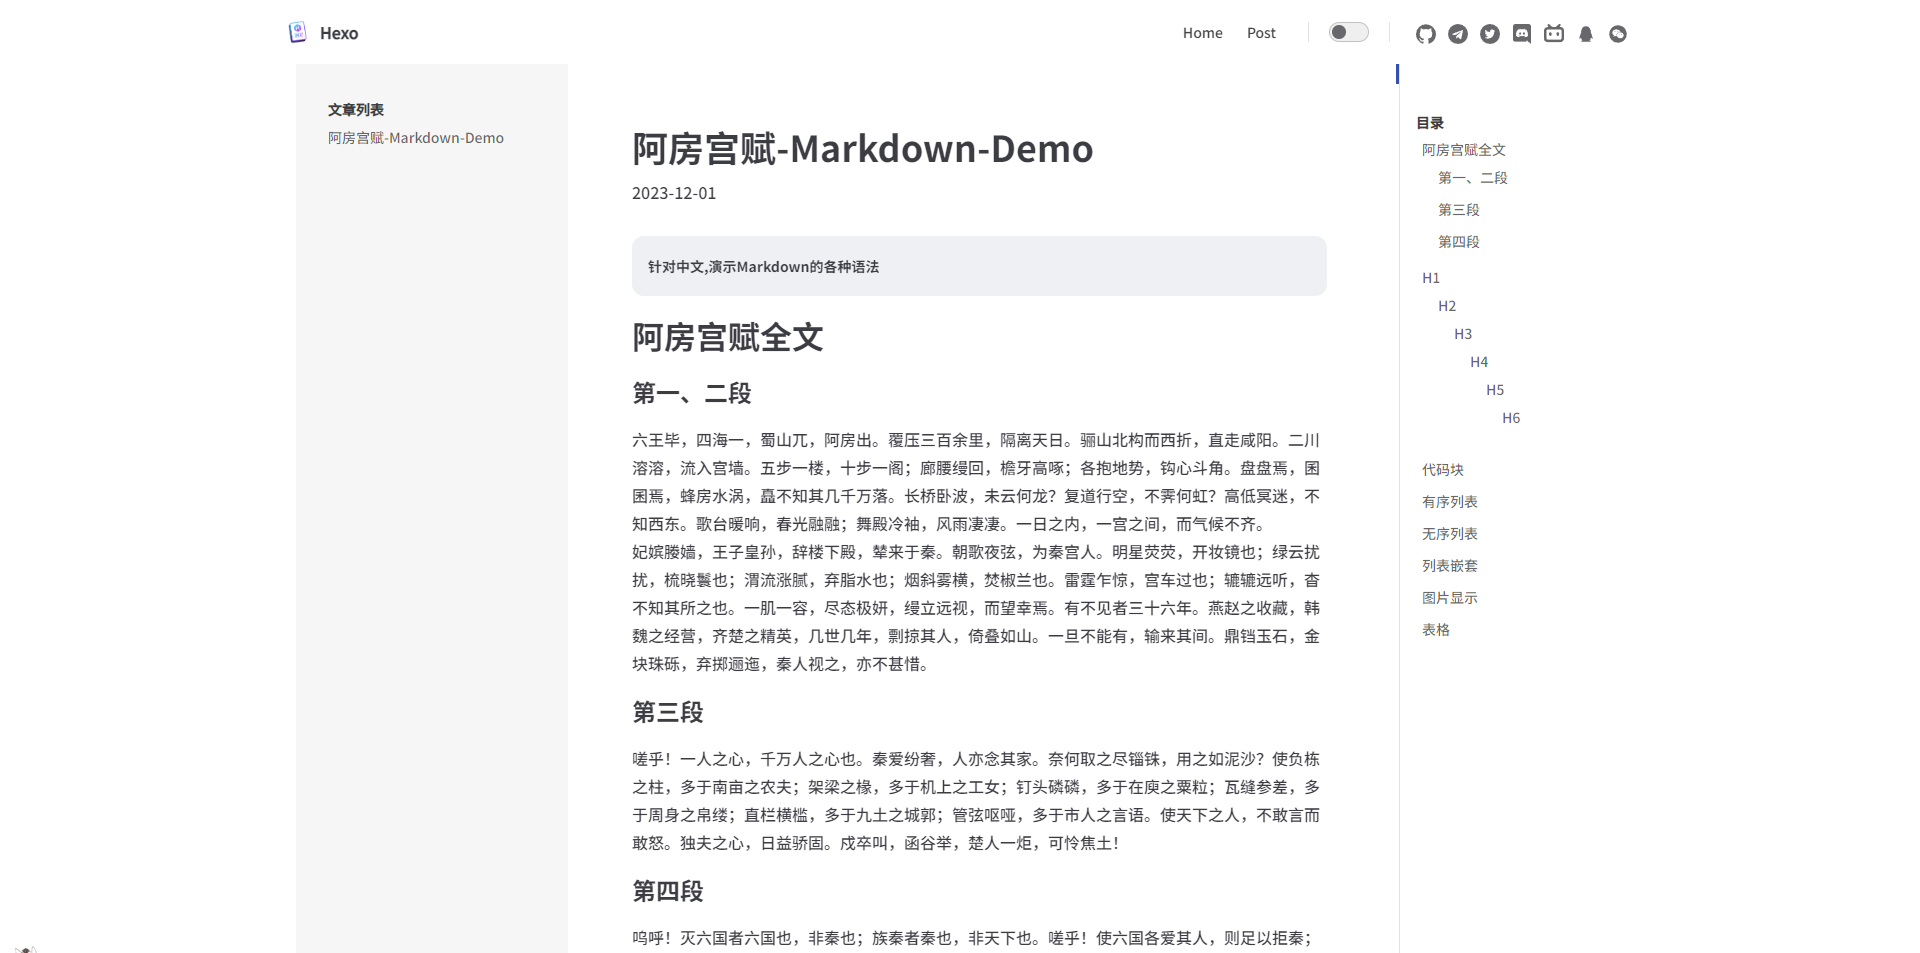 Hexo
Home
Post
文章列表
阿房宫赋-Markdown-Demo
阿房宫赋-Markdown-Demo
2023-12-01
针对中文,演示Markdown的各种语法
阿房宫赋全文
第一、二段
六王毕，四海一，蜀山兀，阿房出。覆压三百余里，隔离天日。骊山北构而西折，直走咸阳。二川
溶溶，流入宫墙。五步一楼，十步一阁；廊腰缦回，檐牙高啄；各抱地势，钩心斗角。盘盘焉，囷
囷焉，蜂房水涡，矗不知其几千万落。长桥卧波，未云何龙？复道行空，不霁何虹？高低冥迷，不
知西东。歌台暖响，春光融融；舞殿冷袖，风雨凄凄。一日之内，一宫之间，而气候不齐。
妃嫔媵嫱，王子皇孙，辞楼下殿，辇来于秦。朝歌夜弦，为秦宫人。明星荧荧，开妆镜也；绿云扰
扰，梳晓鬟也；渭流涨腻，弃脂水也；烟斜雾横，焚椒兰也。雷霆乍惊，宫车过也；辘辘远听，杳
不知其所之也。一肌一容，尽态极妍，缦立远视，而望幸焉。有不见者三十六年。燕赵之收藏，韩
魏之经营，齐楚之精英，几世几年，剽掠其人，倚叠如山。一旦不能有，输来其间。鼎铛玉石，金
块珠砾，弃掷逦迤，秦人视之，亦不甚惜。
第三段
嗟乎！一人之心，千万人之心也。秦爱纷奢，人亦念其家。奈何取之尽锱铢，用之如泥沙？使负栋
之柱，多于南亩之农夫；架梁之椽，多于机上之工女；钉头磷磷，多于在庾之粟粒；瓦缝参差，多
于周身之帛缕；直栏横槛，多于九土之城郭；管弦呕哑，多于市人之言语。使天下之人，不敢言而
敢怒。独夫之心，日益骄固。戍卒叫，函谷举，楚人一炬，可怜焦土！
第四段
呜呼！灭六国者六国也，非秦也；族秦者秦也，非天下也。嗟乎！使六国各爱其人，则足以拒秦；
目录
阿房宫赋全文
第一、二段
第三段
第四段
H1
H2
H3
H4
H5
H6
代码块
有序列表
无序列表
列表嵌套
图片显示
表格